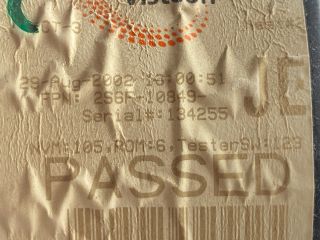 Visteon
29-Aug-2002 13:00:51
FPN: 2S6F-10849-
Serial#:134255
JE
NVM:105,ROM:6,TesterSW:123
PASSED